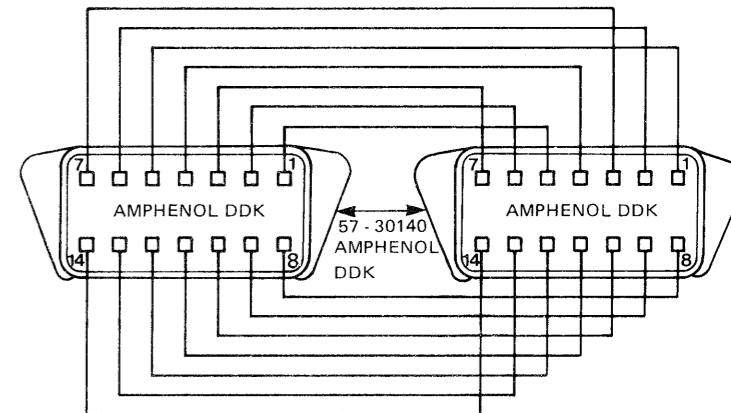 7 1
AMPHENOL DDK
14 8
57 - 30140
AMPHENOL
DDK
7 1
AMPHENOL DDK
14 8